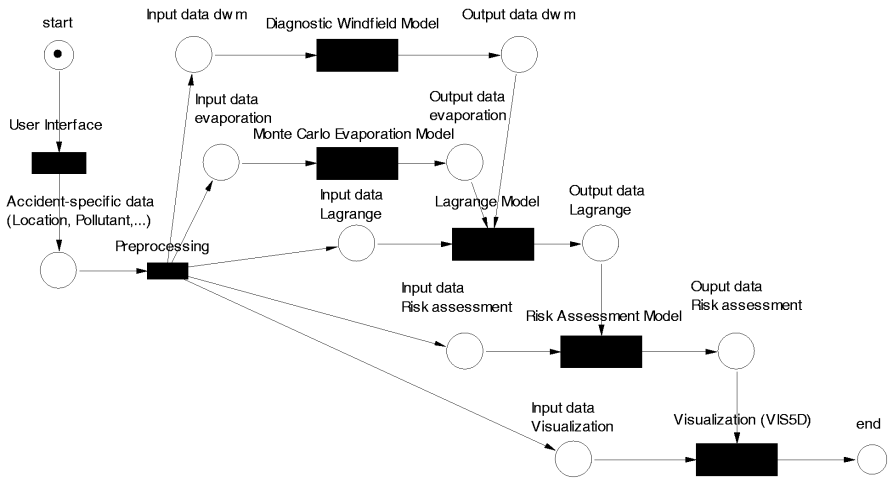 start
Input data dwm
Diagnostic Windfield Model
Output data dwm
Input data
evaporation
Output data
evaporation
User Interface
Monte Carlo Evaporation Model
Accident-specific data
(Location, Pollutant,...)
Input data
Lagrange
Lagrange Model
Output data
Lagrange
Preprocessing
Input data
Risk assessment
Risk Assessment Model
Ouput data
Risk assessment
Input data
Visualization
Visualization (VIS5D)
end